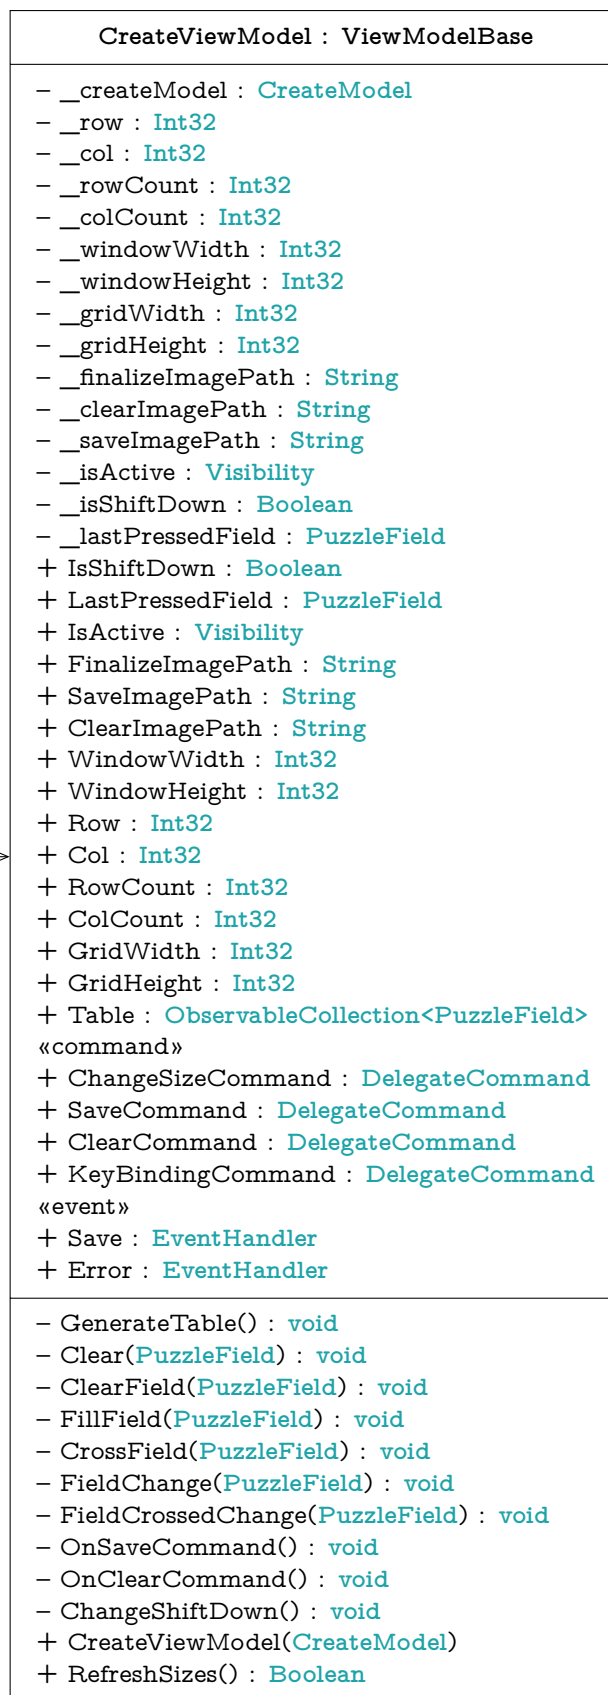 CreateViewModel : ViewModelBase
– _createModel : CreateModel
– _row : Int32
– _col : Int32
– _rowCount : Int32
– _colCount : Int32
– _windowWidth : Int32
– _windowHeight : Int32
– _gridWidth : Int32
– _gridHeight : Int32
– _finalizeImagePath : String
– _clearImagePath : String
– _saveImagePath : String
– _isActive : Visibility
– _isShiftDown : Boolean
– _lastPressedField : PuzzleField
+ IsShiftDown : Boolean
+ LastPressedField : PuzzleField
+ IsActive : Visibility
+ FinalizeImagePath : String
+ SaveImagePath : String
+ ClearImagePath : String
+ WindowWidth : Int32
+ WindowHeight : Int32
+ Row : Int32
+ Col : Int32
+ RowCount : Int32
+ ColCount : Int32
+ GridWidth : Int32
+ GridHeight : Int32
+ Table : ObservableCollection<PuzzleField>
«command»
+ ChangeSizeCommand : DelegateCommand
+ SaveCommand : DelegateCommand
+ ClearCommand : DelegateCommand
+ KeyBindingCommand : DelegateCommand
«event»
+ Save : EventHandler
+ Error : EventHandler
– GenerateTable() : void
– Clear(PuzzleField) : void
– ClearField(PuzzleField) : void
– FillField(PuzzleField) : void
– CrossField(PuzzleField) : void
– FieldChange(PuzzleField) : void
– FieldCrossedChange(PuzzleField) : void
– OnSaveCommand() : void
– OnClearCommand() : void
– ChangeShiftDown() : void
+ CreateViewModel(CreateModel)
+ RefreshSizes() : Boolean